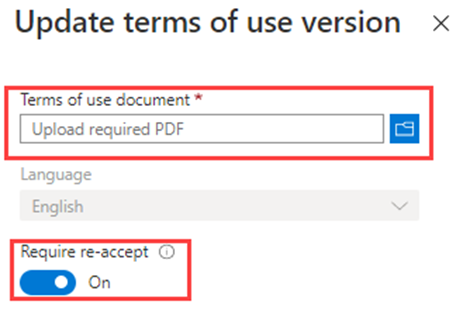 Update terms of use version
Terms of use document *
Upload required PDF
Language
English
Require re-accept
On